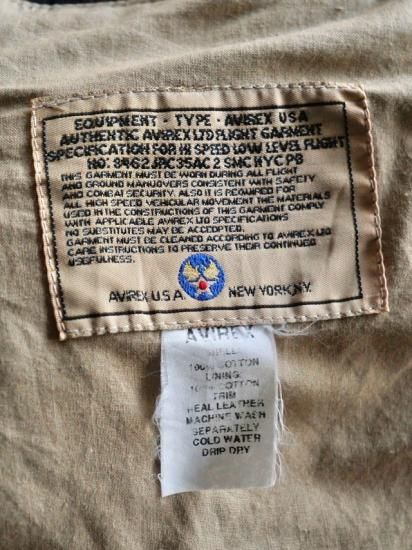 EQUIPMENT - TYPE - AVIREX USA
AUTHENTIC AVIREX LTD FLIGHT GARMENT
SPECIFICATION FOR HI SPEED LOW LEVEL FLIGHT
NO: 3462JPC35AC 2 SMC NYC PB
THIS GARMENT MUST BE WORN DURING ALL FLIGHT
AND GROUND MANUOVERS CONSISTENT WITH SAFETY
AND COMBAT SECURITY. ALSO IT IS REQUIRED FOR
ALL HIGH SPEED VEHICULAR MOVEMENT THE MATERIALS
USED IN THE CONSTRUCTIONS OF THIS GARMENT COMPLY
WITH APPLICABLE AVIREX LTD SPECIFICATIONS
NO SUBSTITUTES MAY BE ACCEPTED.
GARMENT MUST BE CLEANED ACCORDING TO AVIREX LTD
CARE INSTRUCTIONS TO PRESERVE THEIR CONTINUED
USEFULNESS.
AVIREX U.S.A. NEW YORK, N.Y.
AVIREX
100% COTTON
LINING:
100% COTTON
TRIM
REAL LEATHER
MACHINE WASH
SEPARATELY
COLD WATER
DRIP DRY